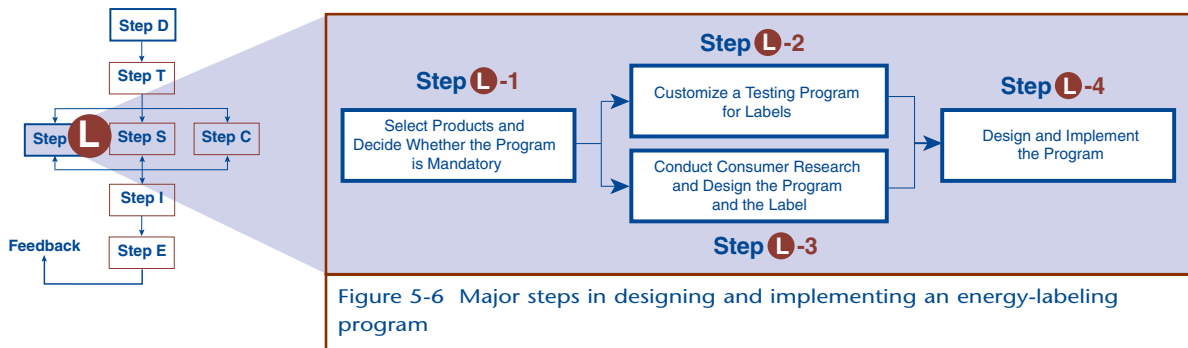 Step D
Step T
Step L
Step S
Step C
Step I
Step E
Feedback
Step L-1
Select Products and
Decide Whether the Program
is Mandatory
Step L-2
Customize a Testing Program
for Labels
Conduct Consumer Research
and Design the Program
and the Label
Step L-3
Step L-4
Design and Implement
the Program
Figure 5-6 Major steps in designing and implementing an energy-labeling
program